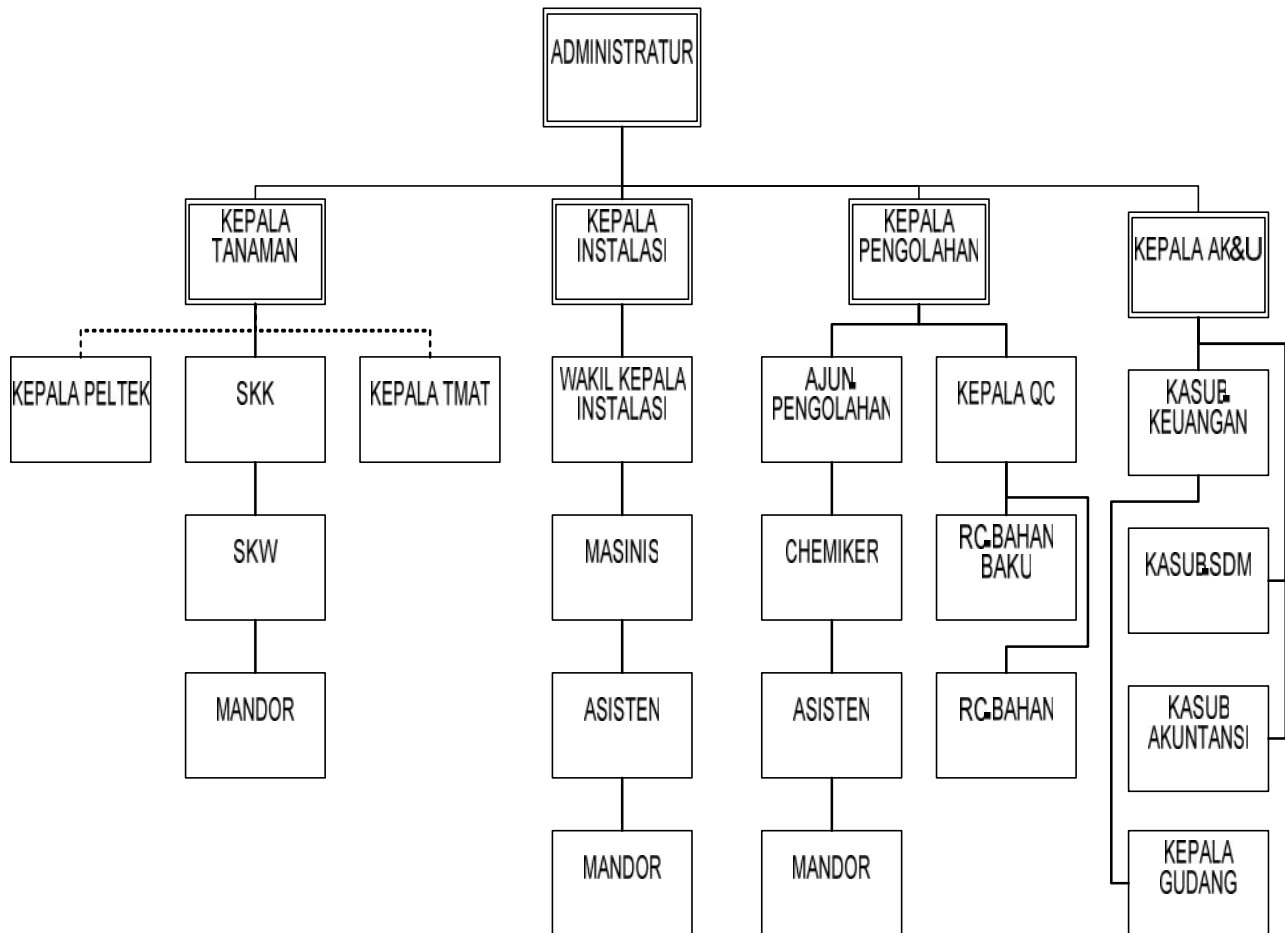 ADMINISTRATUR
KEPALA
TANAMAN
KEPALA
INSTALASI
KEPALA
PENGOLAHAN
KEPALA AK&U
KEPALA PELTEK
SKK
KEPALA TMAT
WAKIL KEPALA
INSTALASI
AJUN.
PENGOLAHAN
KEPALA QC
KASUB.
KEUANGAN
SKW
MASINIS
CHEMIKER
RC.BAHAN
BAKU
KASUB.SDM
MANDOR
ASISTEN
ASISTEN
RC.BAHAN
KASUB
AKUNTANSI
MANDOR
MANDOR
KEPALA
GUDANG